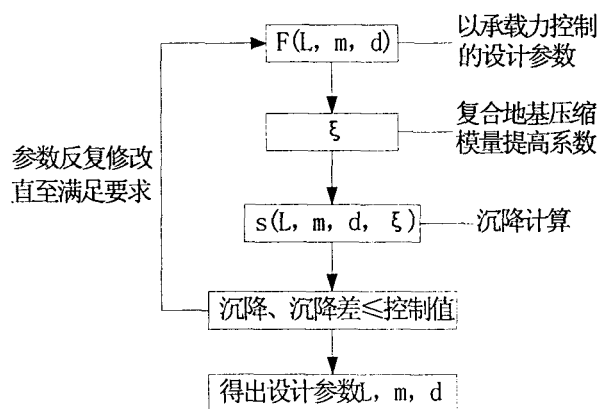 F(L, m, d)
以承载力控制
的设计参数
ξ
复合地基压缩
模量提高系数
参数反复修改
直至满足要求
s(L, m, d, ξ)
沉降计算
沉降、沉降差≤控制值
得出设计参数L, m, d